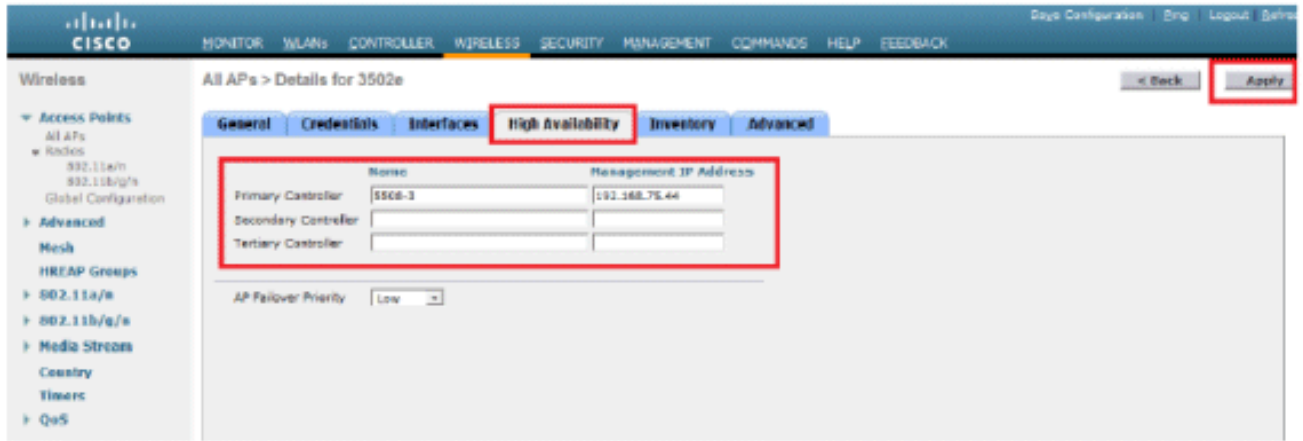 Save Configuration | Ping | Logout | Refres
CISCO
MONITOR WLANs CONTROLLER WIRELESS SECURITY MANAGEMENT COMMANDS HELP FEEDBACK
Wireless
All APs > Details for 3502e
< Back
Apply
Access Points
All APs
Radios
802.11a/n
802.11b/g/n
Global Configuration
Advanced
Mesh
HREAP Groups
802.11a/n
802.11b/g/n
Media Stream
Country
Timers
QoS
General Credentials Interfaces High Availability Inventory Advanced
Name Management IP Address
Primary Controller 5508-3 192.168.75.44
Secondary Controller
Tertiary Controller
AP Failover Priority Low